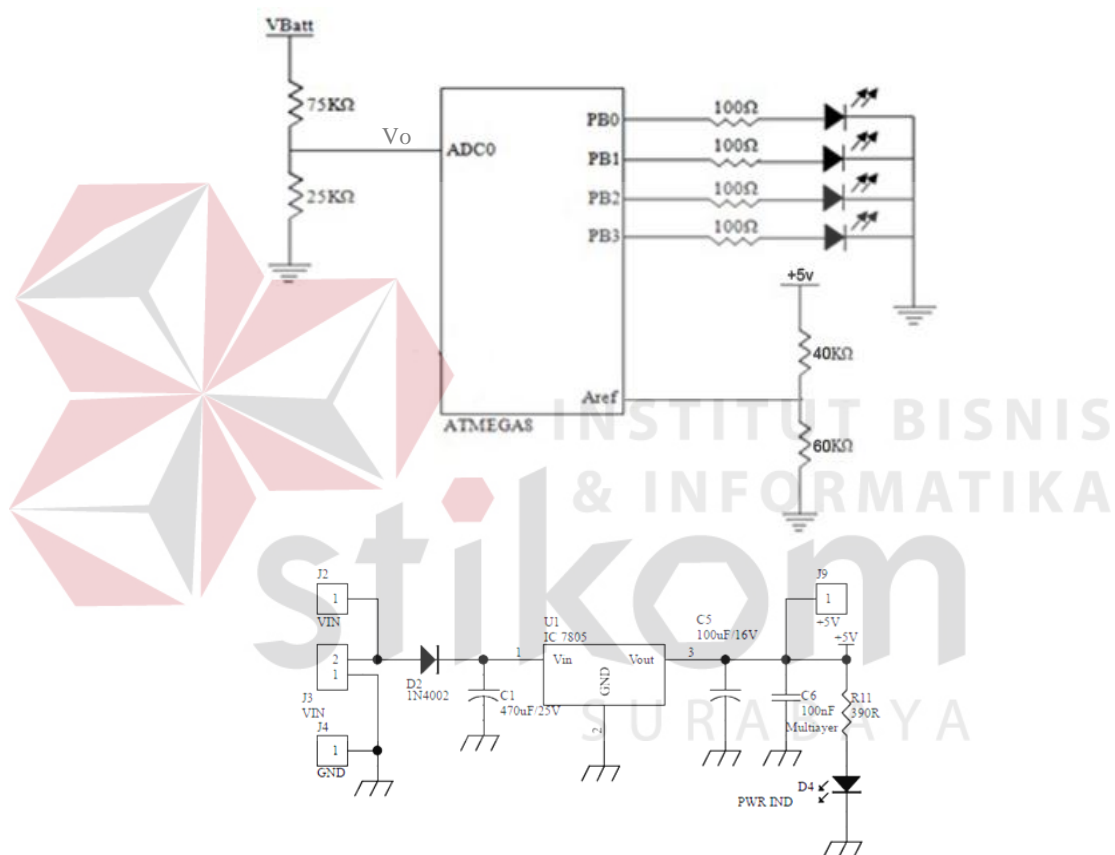 VBatt
75KΩ
Vo
ADC0
25KΩ
PB0
100Ω
PB1
100Ω
PB2
100Ω
PB3
100Ω
+5v
40KΩ
Aref
60KΩ
ATMEGA8
INSTITUT BISNIS
& INFORMATIKA
stikom
SURABAYA
J2
1
VIN
2
1
J3
VIN
J4
1
GND
D2
1N4002
C1
470uF/25V
1
U1
IC 7805
Vin
Vout
GND
2
3
C5
100uF/16V
J9
1
+5V
+5V
C6
100nF
Multiayer
R11
390R
D4
PWR IND